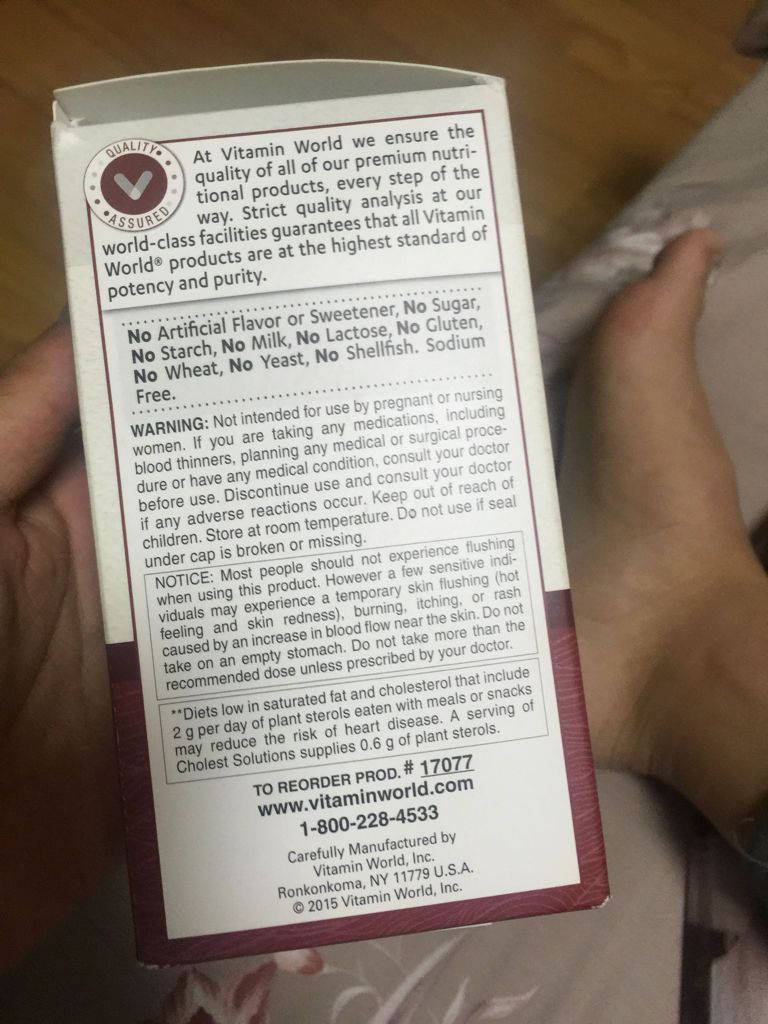 QUALITY
ASSURED
At Vitamin World we ensure the
quality of all of our premium nutri-
tional products, every step of the
way. Strict quality analysis at our
world-class facilities guarantees that all Vitamin
World® products are at the highest standard of
potency and purity.
No Artificial Flavor or Sweetener, No Sugar,
No Starch, No Milk, No Lactose, No Gluten,
No Wheat, No Yeast, No Shellfish. Sodium
Free.
WARNING: Not intended for use by pregnant or nursing
women. If you are taking any medications, including
blood thinners, planning any medical or surgical proce-
dure or have any medical condition, consult your doctor
before use. Discontinue use and consult your doctor
if any adverse reactions occur. Keep out of reach of
children. Store at room temperature. Do not use if seal
under cap is broken or missing.
NOTICE: Most people should not experience flushing
when using this product. However a few sensitive indi-
viduals may experience a temporary skin flushing (hot
feeling and skin redness), burning, itching, or rash
caused by an increase in blood flow near the skin. Do not
take on an empty stomach. Do not take more than the
recommended dose unless prescribed by your doctor.
**Diets low in saturated fat and cholesterol that include
2 g per day of plant sterols eaten with meals or snacks
may reduce the risk of heart disease. A serving of
Cholest Solutions supplies 0.6 g of plant sterols.
TO REORDER PROD. # 17077
www.vitaminworld.com
1-800-228-4533
Carefully Manufactured by
Vitamin World, Inc.
Ronkonkoma, NY 11779 U.S.A.
© 2015 Vitamin World, Inc.